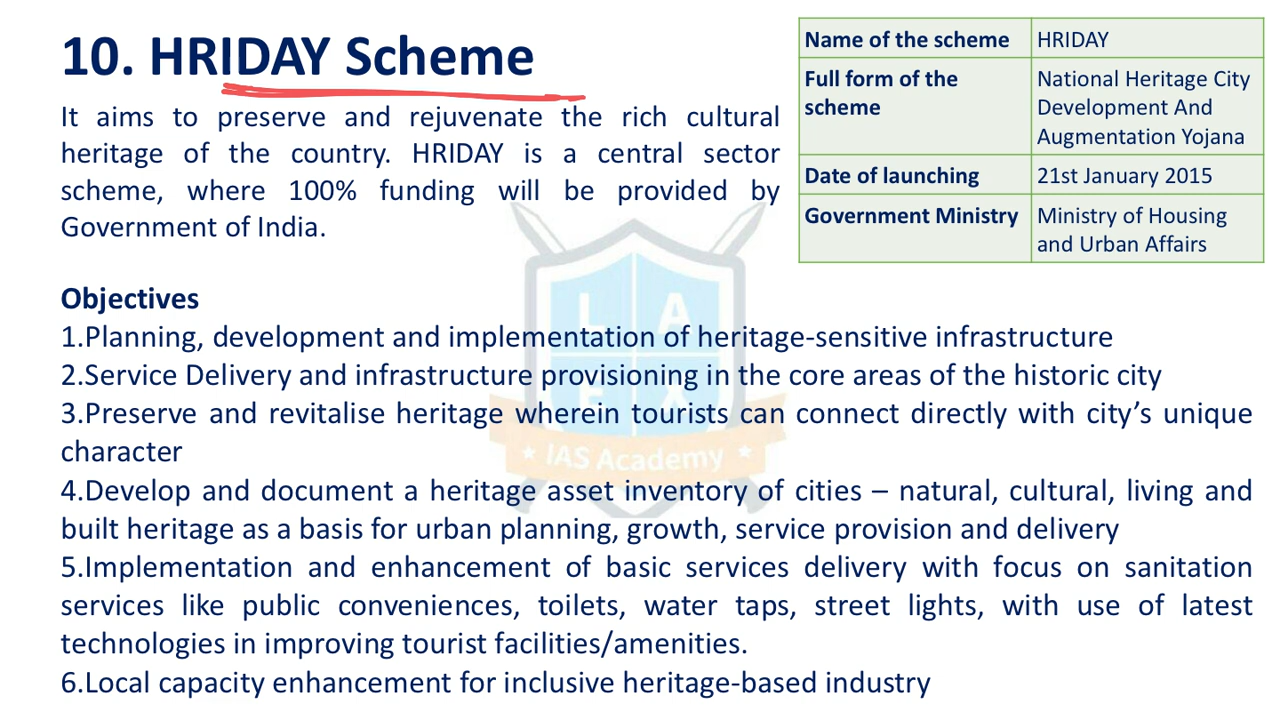 10. HRIDAY Scheme
It aims to preserve and rejuvenate the rich cultural
heritage of the country. HRIDAY is a central sector
scheme, where 100% funding will be provided by
Government of India.
Name of the scheme HRIDAY
Full form of the scheme National Heritage City Development And Augmentation Yojana
Date of launching 21st January 2015
Government Ministry Ministry of Housing and Urban Affairs
Objectives
1.Planning, development and implementation of heritage-sensitive infrastructure
2.Service Delivery and infrastructure provisioning in the core areas of the historic city
3.Preserve and revitalise heritage wherein tourists can connect directly with city’s unique
character
4.Develop and document a heritage asset inventory of cities – natural, cultural, living and
built heritage as a basis for urban planning, growth, service provision and delivery
5.Implementation and enhancement of basic services delivery with focus on sanitation
services like public conveniences, toilets, water taps, street lights, with use of latest
technologies in improving tourist facilities/amenities.
6.Local capacity enhancement for inclusive heritage-based industry
L A
IAS Academy